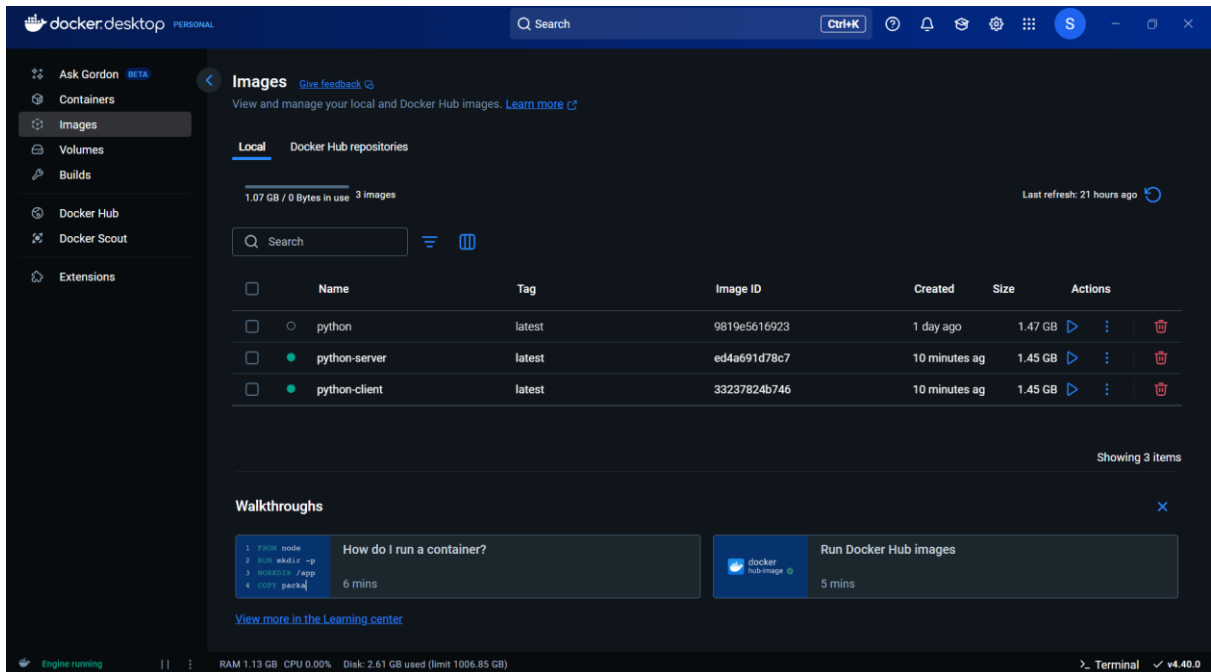 docker.desktop PERSONAL
Search
Ctrl+K
S
Ask Gordon BETA
Containers
Images
Volumes
Builds
Docker Hub
Docker Scout
Extensions
Images Give feedback
View and manage your local and Docker Hub images. Learn more
Local Docker Hub repositories
1.07 GB / 0 Bytes in use 3 images
Last refresh: 21 hours ago
Search
Name Tag Image ID Created Size Actions
python latest 9819e5616923 1 day ago 1.47 GB
python-server latest ed4a691d78c7 10 minutes ag 1.45 GB
python-client latest 33237824b746 10 minutes ag 1.45 GB
Showing 3 items
Walkthroughs
1 FROM node
2 RUN mkdir -p
3 WORKDIR /app
4 COPY packa
How do I run a container?
6 mins
docker
hub-image
Run Docker Hub images
5 mins
View more in the Learning center
Engine running
RAM 1.13 GB CPU 0.00% Disk: 2.61 GB used (limit 1006.85 GB)
>_ Terminal
v4.40.0